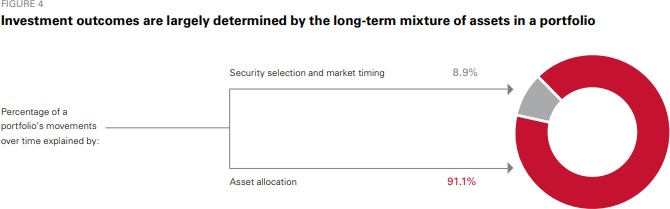 FIGURE 4
Investment outcomes are largely determined by the long-term mixture of assets in a portfolio
Security selection and market timing 8.9%
Percentage of a
portfolio's movements
over time explained by:
Asset allocation 91.1%